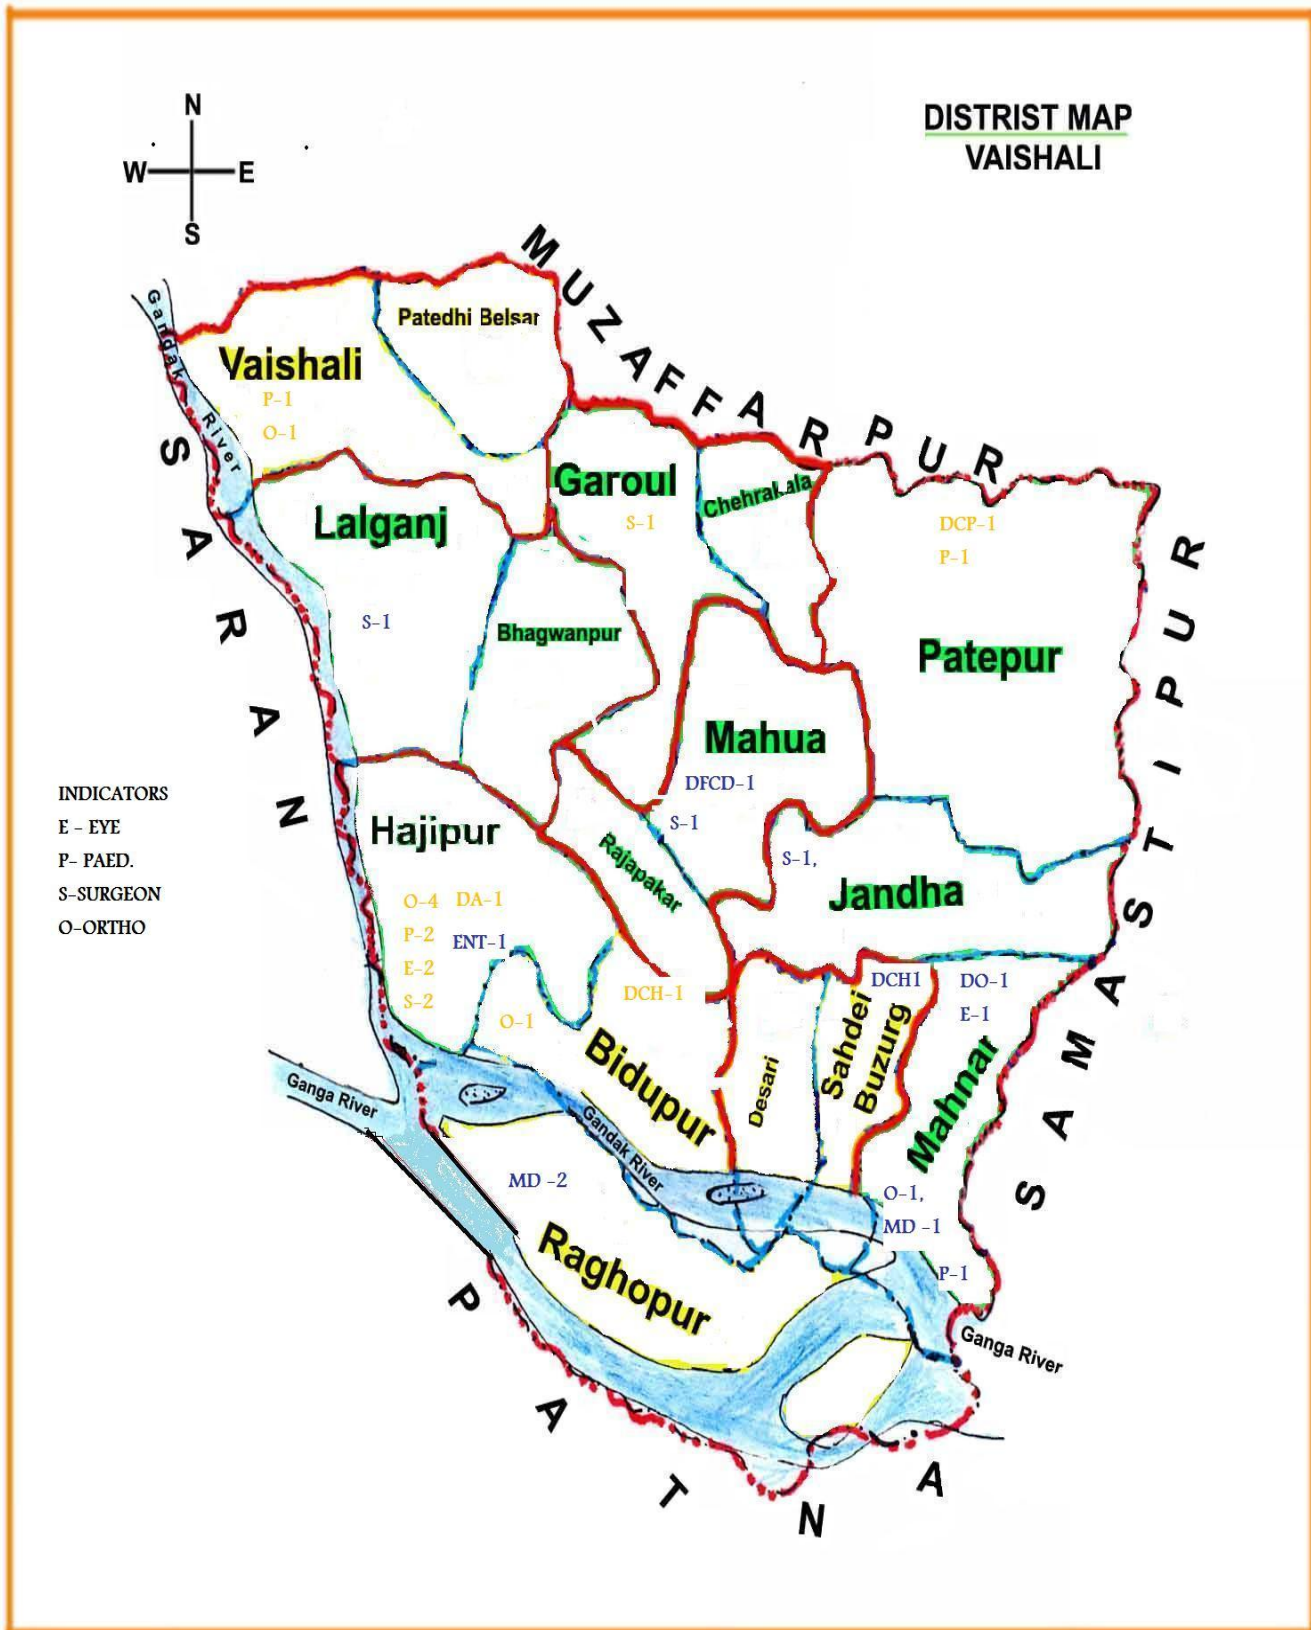 N
DISTRIST MAP
W E
VAISHALI
S
MUZAFFARPUR
Gandak River
Patedhi Belsar
Vaishali
P-1
O-1
SARAN
Garoul
S-1
Chehrakala
DCP-1
P-1
Patepur
SAMASTIPUR
Lalganj
S-1
Bhagwanpur
Mahua
DFCD-1
S-1
INDICATORS
E - EYE
P- PAED.
S-SURGEON
O-ORTHO
Hajipur
O-4 DA-1
P-2
ENT-1
E-2
S-2
Rajapakar
S-1,
Jandha
DCH-1
O-1
Bidupur
Desari
Sahdei
Buzurg
DCH1
DO-1
E-1
Mahnar
O-1,
MD -1
P-1
Ganga River
Gandak River
MD -2
Raghopur
Ganga River
PATNA